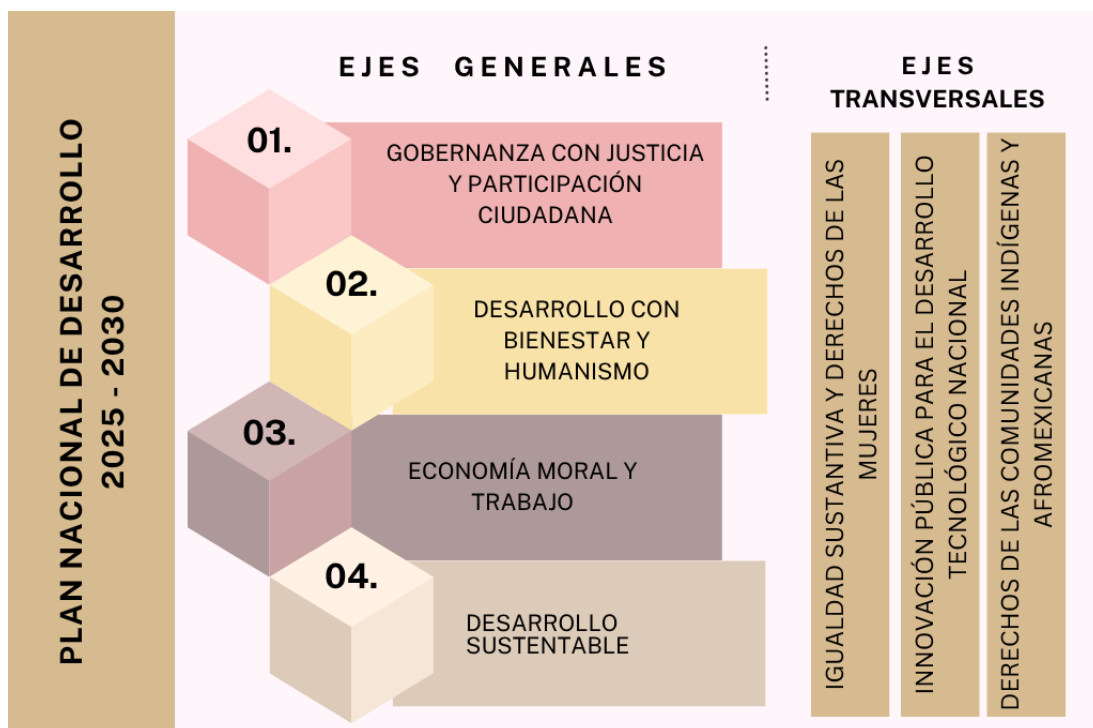 PLAN NACIONAL DE DESARROLLO
2025 - 2030
EJES GENERALES
01.
GOBERNANZA CON JUSTICIA
Y PARTICIPACIÓN
CIUDADANA
02.
DESARROLLO CON
BIENESTAR Y
HUMANISMO
03.
ECONOMÍA MORAL Y
TRABAJO
04.
DESARROLLO
SUSTENTABLE
EJES
TRANSVERSALES
IGUALDAD SUSTANTIVA Y DERECHOS DE LAS
MUJERES
INNOVACIÓN PÚBLICA PARA EL DESARROLLO
TECNOLÓGICO NACIONAL
DERECHOS DE LAS COMUNIDADES INDÍGENAS Y
AFROMEXICANAS